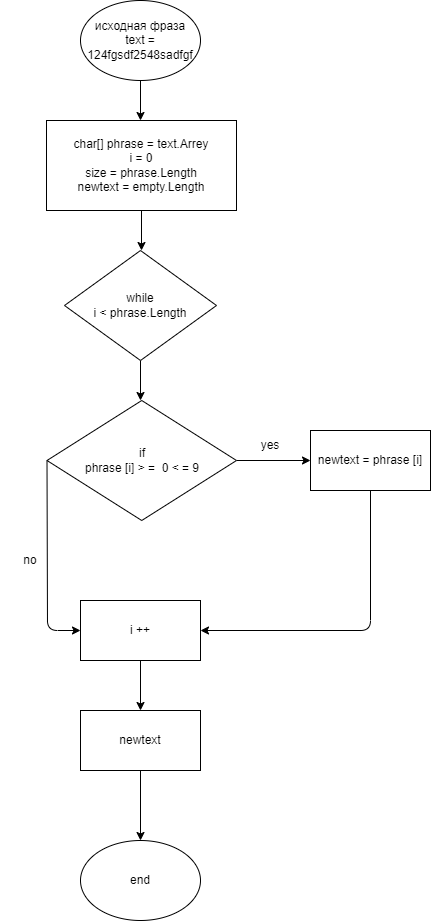 исходная фраза
text =
124fgsdf2548sadfgf
char[] phrase = text.Arrey
i = 0
size = phrase.Length
newtext = empty.Length
while
i < phrase.Length
if
phrase [i] > =  0 < = 9
yes
newtext = phrase [i]
no
i ++
newtext
end